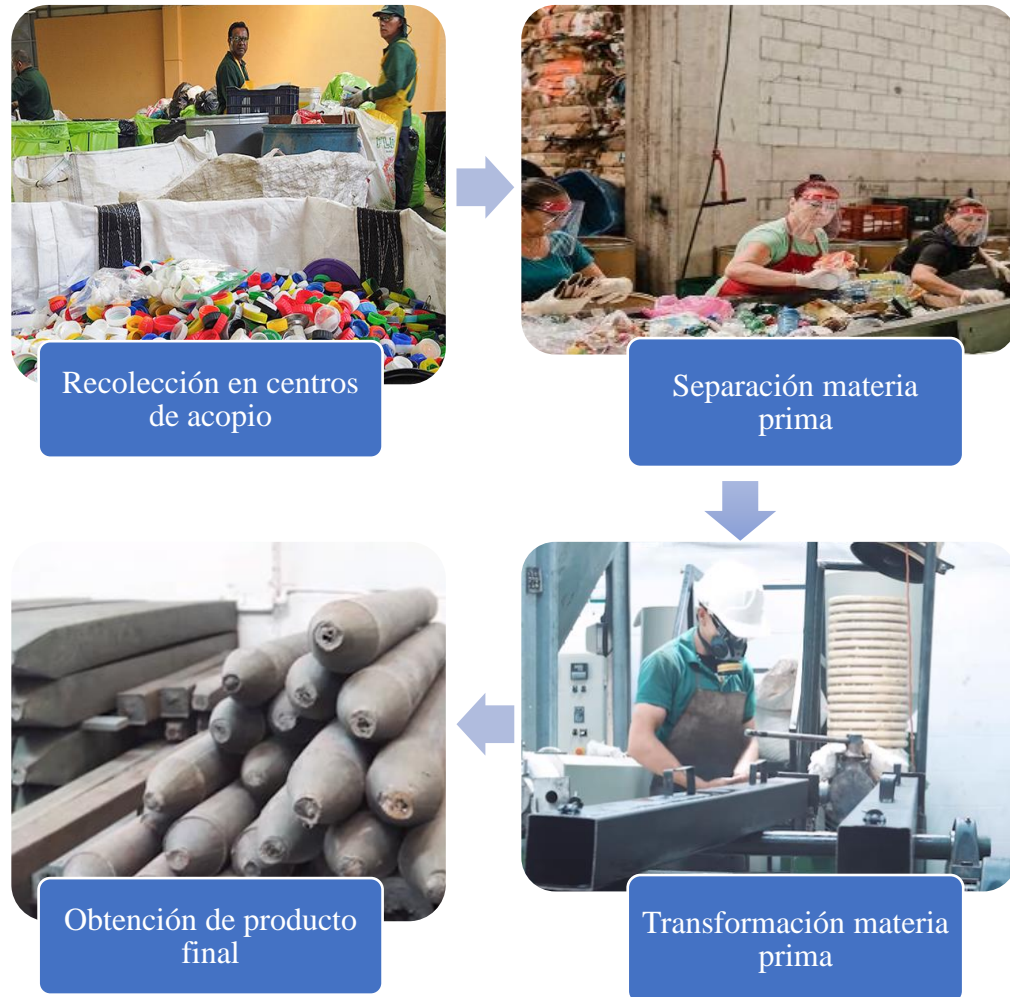 Recolección en centros
de acopio
Separación materia
prima
Transformación materia
prima
Obtención de producto
final